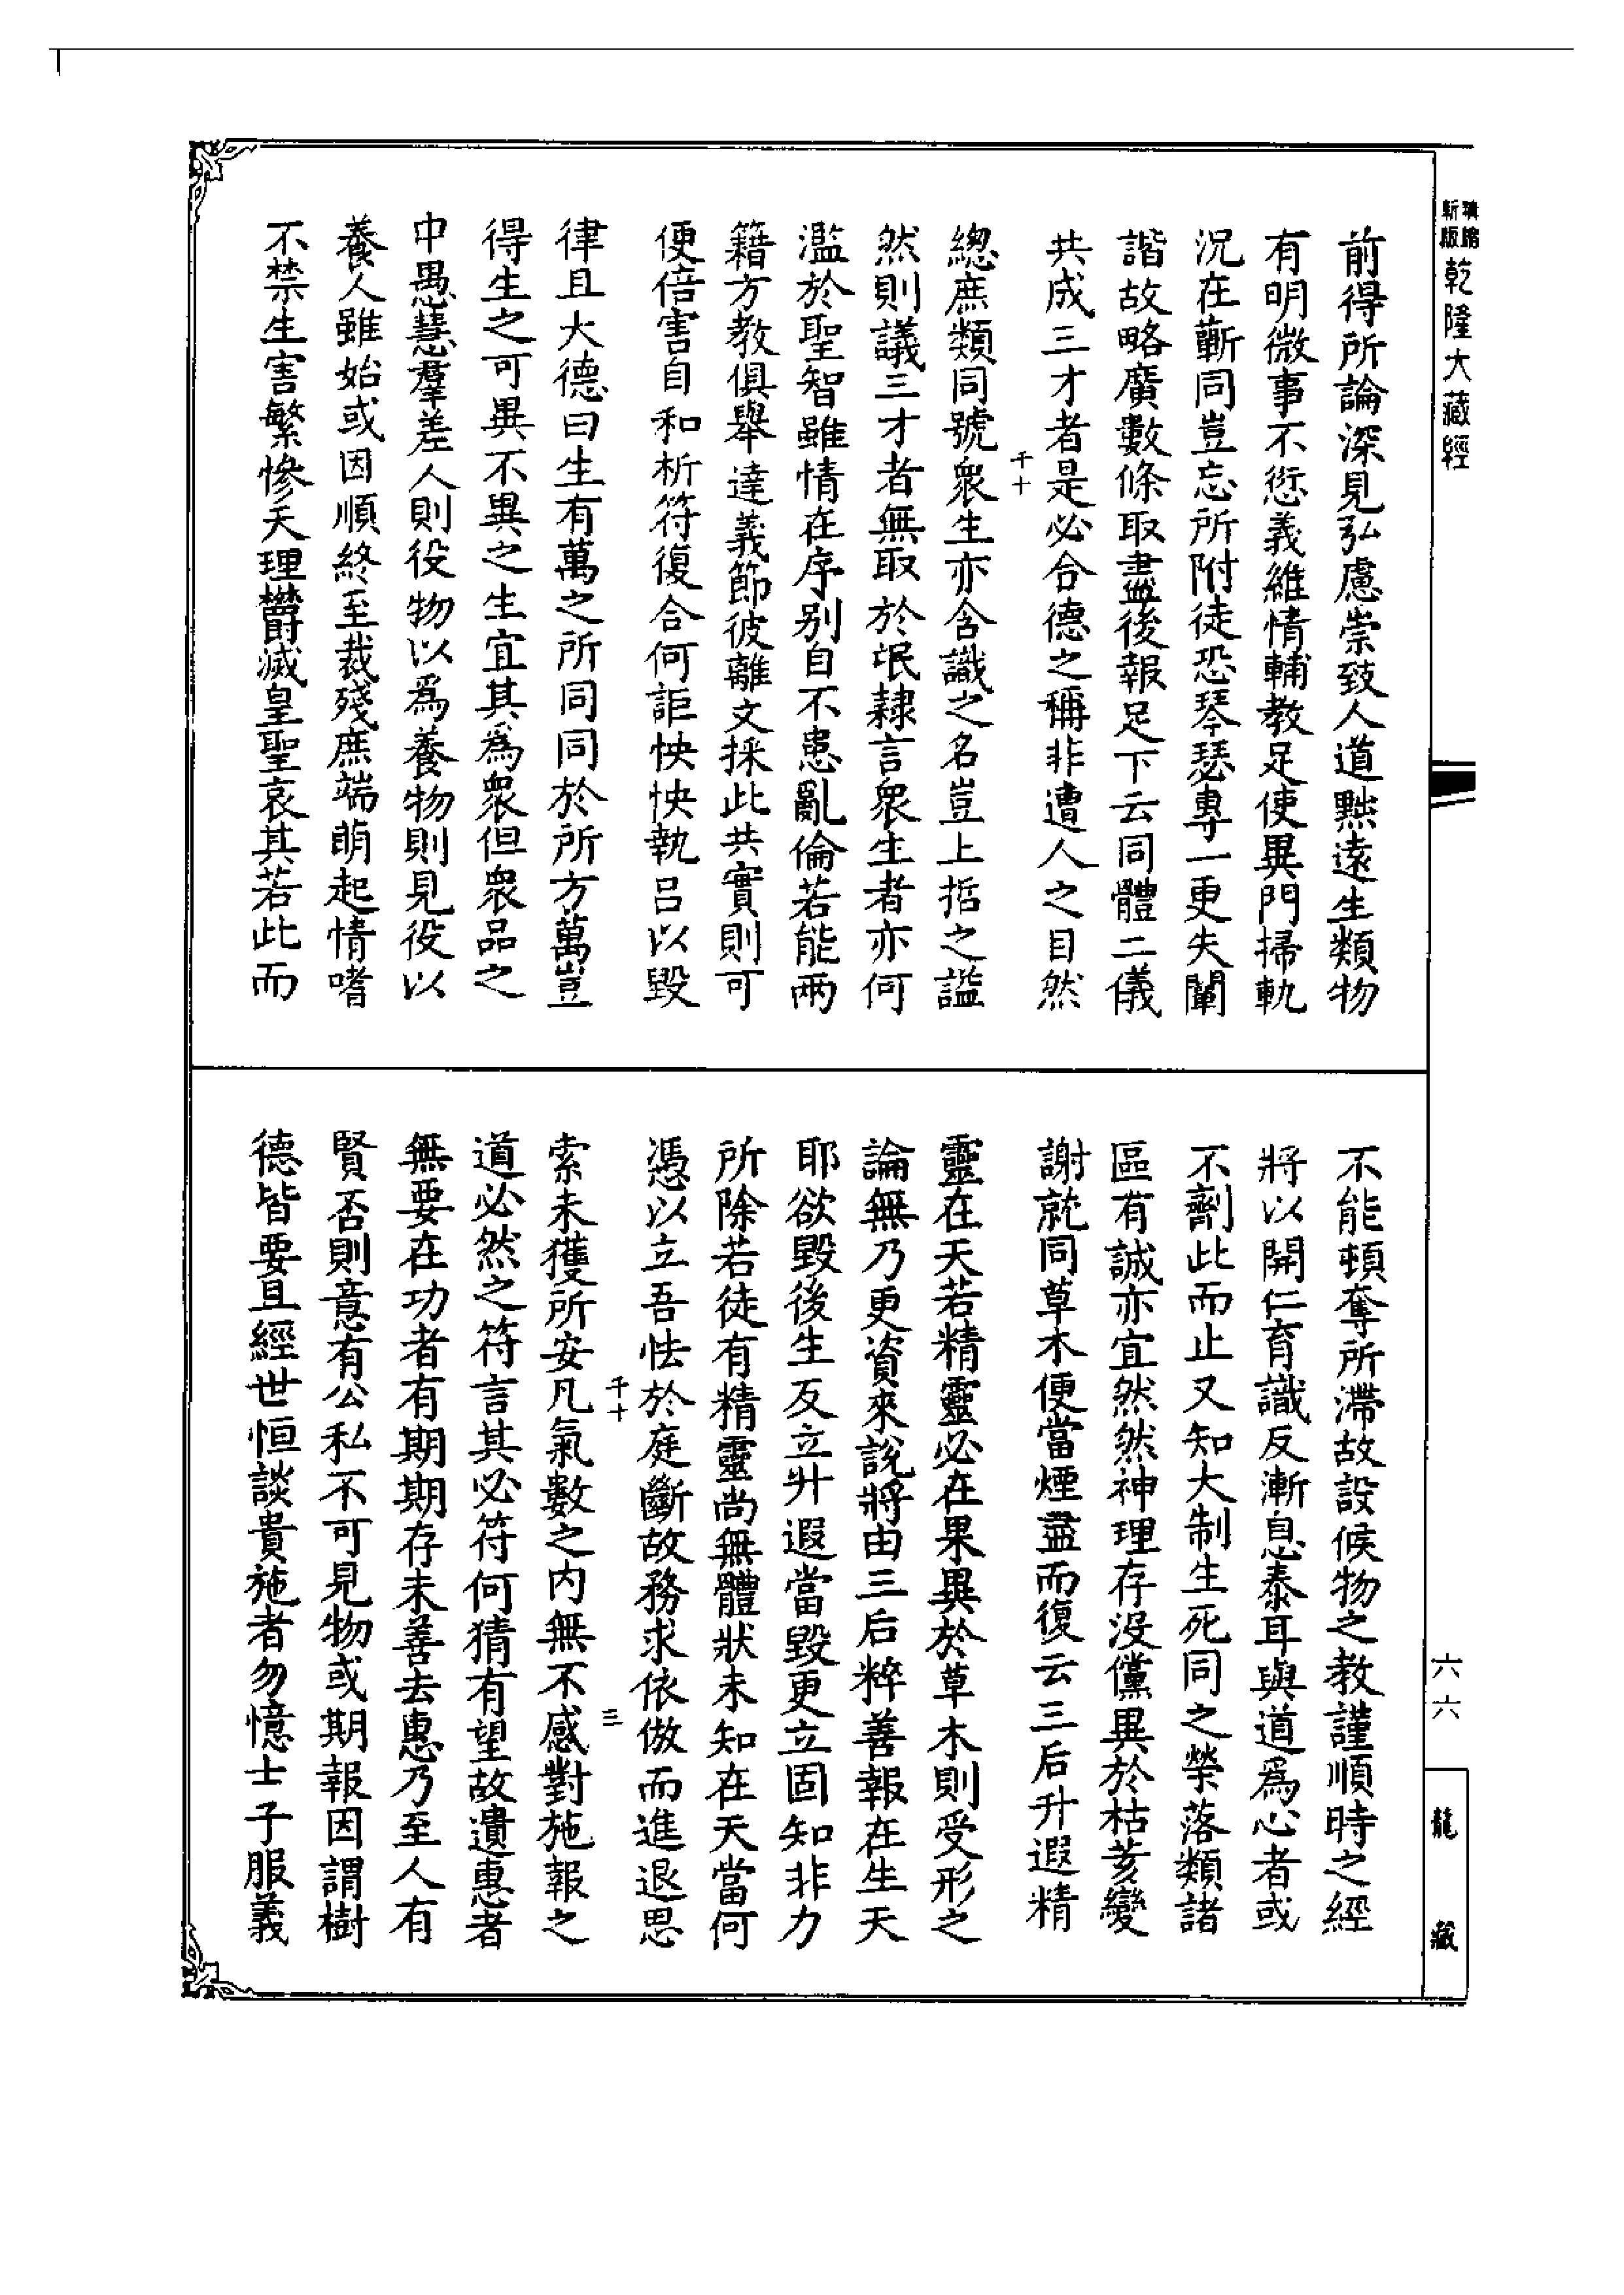 精縮
新版
乾隆大藏經
前得所論深見弘慮崇致人道黜遠生類物
有明微事不愆義維情輔教足使異門掃軌
況在蘄同豈忘所附徒恐琴瑟專一更失闡
諧故略廣數條取盡後報足下云同體二儀
共成三才者是必合德之稱非遭人之目然
總庶類同號衆生亦含識之名豈上哲之謚
千十
然則議三才者無取於氓隸言衆生者亦何
濫於聖智雖情在序别自不患亂倫若能兩
籍方教俱舉達義節彼離文採此共實則可
便倍害自和析符復合何詎怏怏執呂以毀
律且大德曰生有萬之所同同於所方萬豈
得生之可異不異之生宜其為衆但衆品之
中愚慧羣差人則役物以為養物則見役以
養人雖始或因順終至裁殘庶端萌起情嗜
不禁生害繁慘天理欝滅皇聖哀其若此而
不能頓奪所滯故設候物之教謹順時之經
將以開仁育識反漸息泰耳與道為心者或
不劑此而止又知大制生死同之榮落類諸
區有誠亦宜然然神理存沒儻異於枯荄變
謝就同草木便當煙盡而復云三后升遐精
靈在天若精靈必在果異於草木則受形之
論無乃更資來説將由三后粹善報在生天
耶欲毀後生反立升遐當毀更立固知非力
所除若徒有精靈尚無體狀未知在天當何
憑以立吾怯於庭斷故務求依倣而進退思
索未獲所安凡氣數之内無不感對施報之
千十
三
道必然之符言其必符何猜有望故遺惠者
無要在功者有期期存未善去惠乃至人有
賢否則意有公私不可見物或期報因謂樹
德皆要且經世恒談貴施者勿憶士子服義
六六
龍藏